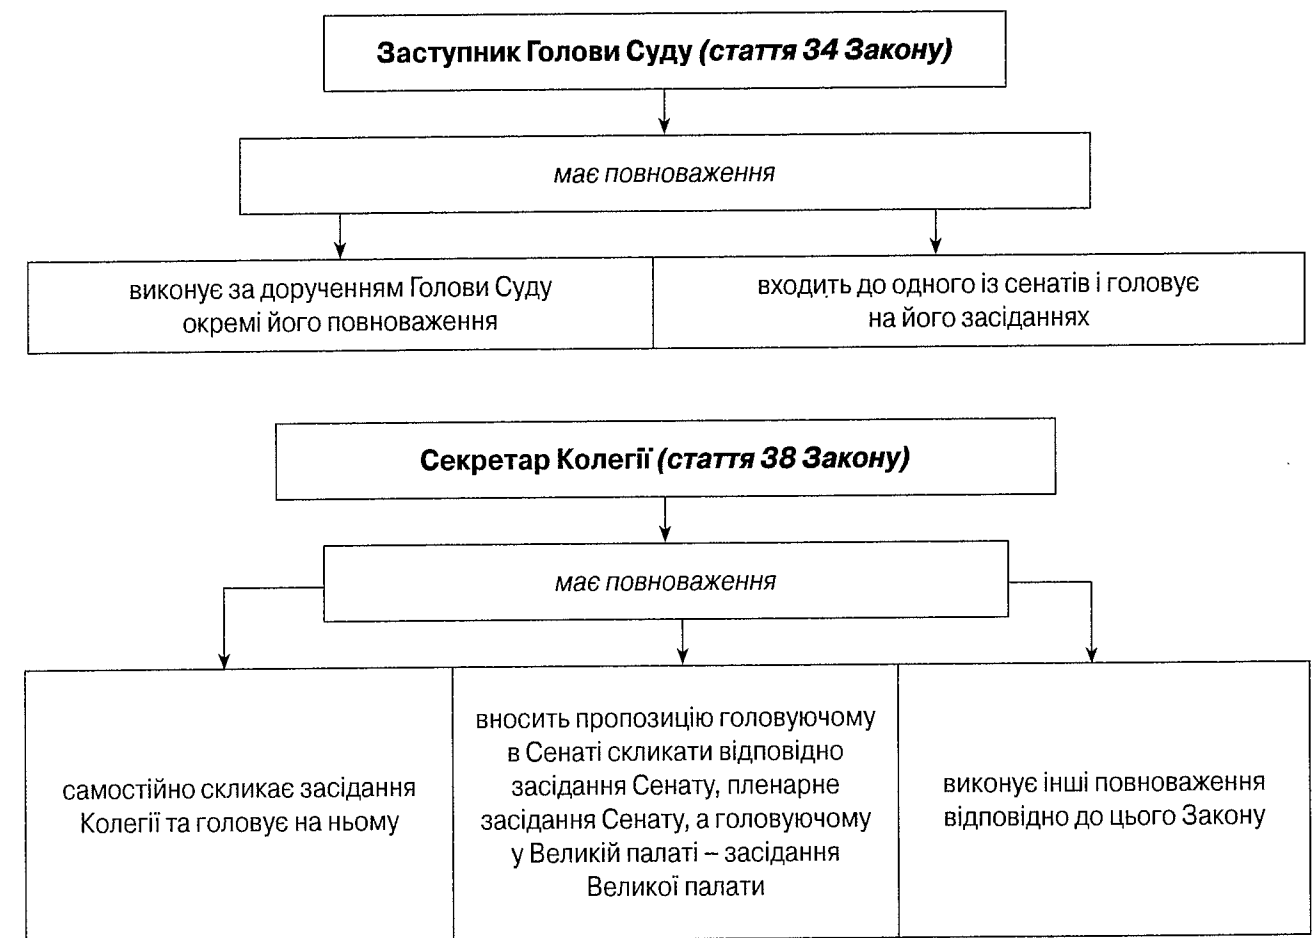 Заступник Голови Суду (стаття 34 Закону)
має повноваження
виконує за дорученням Голови Суду
окремі його повноваження
входить до одного із сенатів і головує
на його засіданнях
Секретар Колегії (стаття 38 Закону)
має повноваження
самостійно скликає засідання
Колегії та головує на ньому
вносить пропозицію головуючому
в Сенаті скликати відповідно
засідання Сенату, пленарне
засідання Сенату, а головуючому
у Великій палаті – засідання
Великої палати
виконує інші повноваження
відповідно до цього Закону